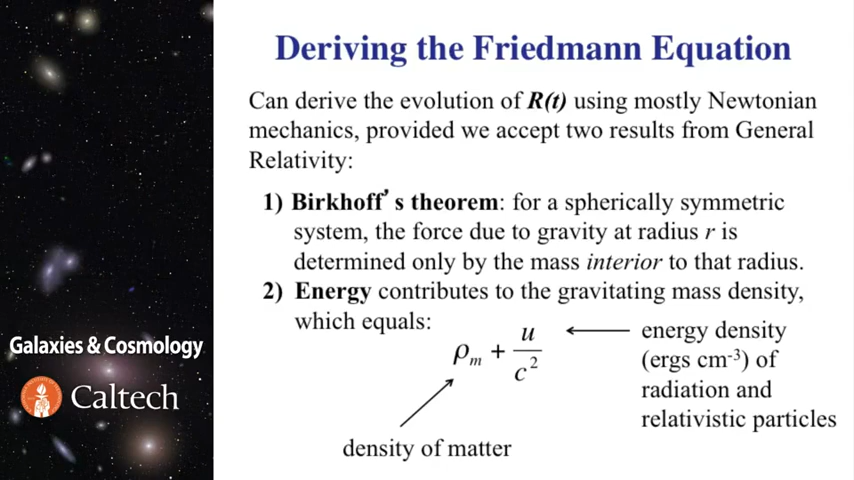 Deriving the Friedmann Equation
Can derive the evolution of R(t) using mostly Newtonian
mechanics, provided we accept two results from General
Relativity:
1) Birkhoff’s theorem: for a spherically symmetric
system, the force due to gravity at radius r is
determined only by the mass interior to that radius.
2) Energy contributes to the gravitating mass density,
which equals:
ρₘ + u/c²
energy density
(ergs cm⁻³) of
radiation and
relativistic particles
density of matter
Galaxies & Cosmology
Caltech